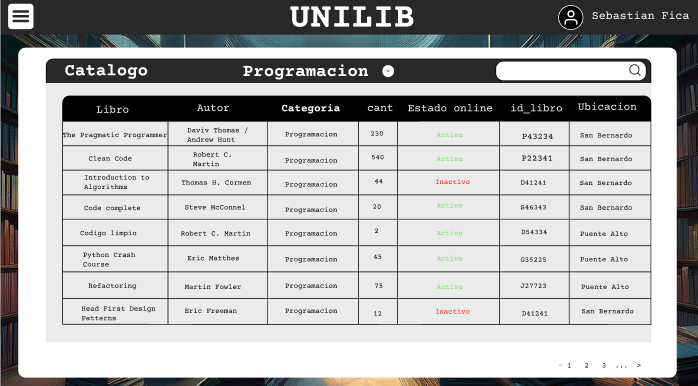 UNILIB
Sebastian Fica
Catalogo Programacion
Libro Autor Categoria cant Estado online id_libro Ubicacion
The Pragmatic Programmer Daviv Thomas / Andrew Hunt Programacion 230 Activo P43234 San Bernardo
Clean Code Robert C. Martin Programacion 540 Activo P22341 San Bernardo
Introduction to Algorithms Thomas H. Cormen Programacion 44 Inactivo D41241 San Bernardo
Code complete Steve McConnel Programacion 20 Activo S46343 San Bernardo
Codigo limpio Robert C. Martin Programacion 2 Activo D54334 Puente Alto
Python Crash Course Eric Matthes Programacion 45 Activo G35225 Puente Alto
Refactoring Martin Fowler Programacion 75 Activo J27723 Puente Alto
Head First Design Patterns Eric Freeman Programacion 12 Inactivo D41241 San Bernardo
< 1 2 3 ... >